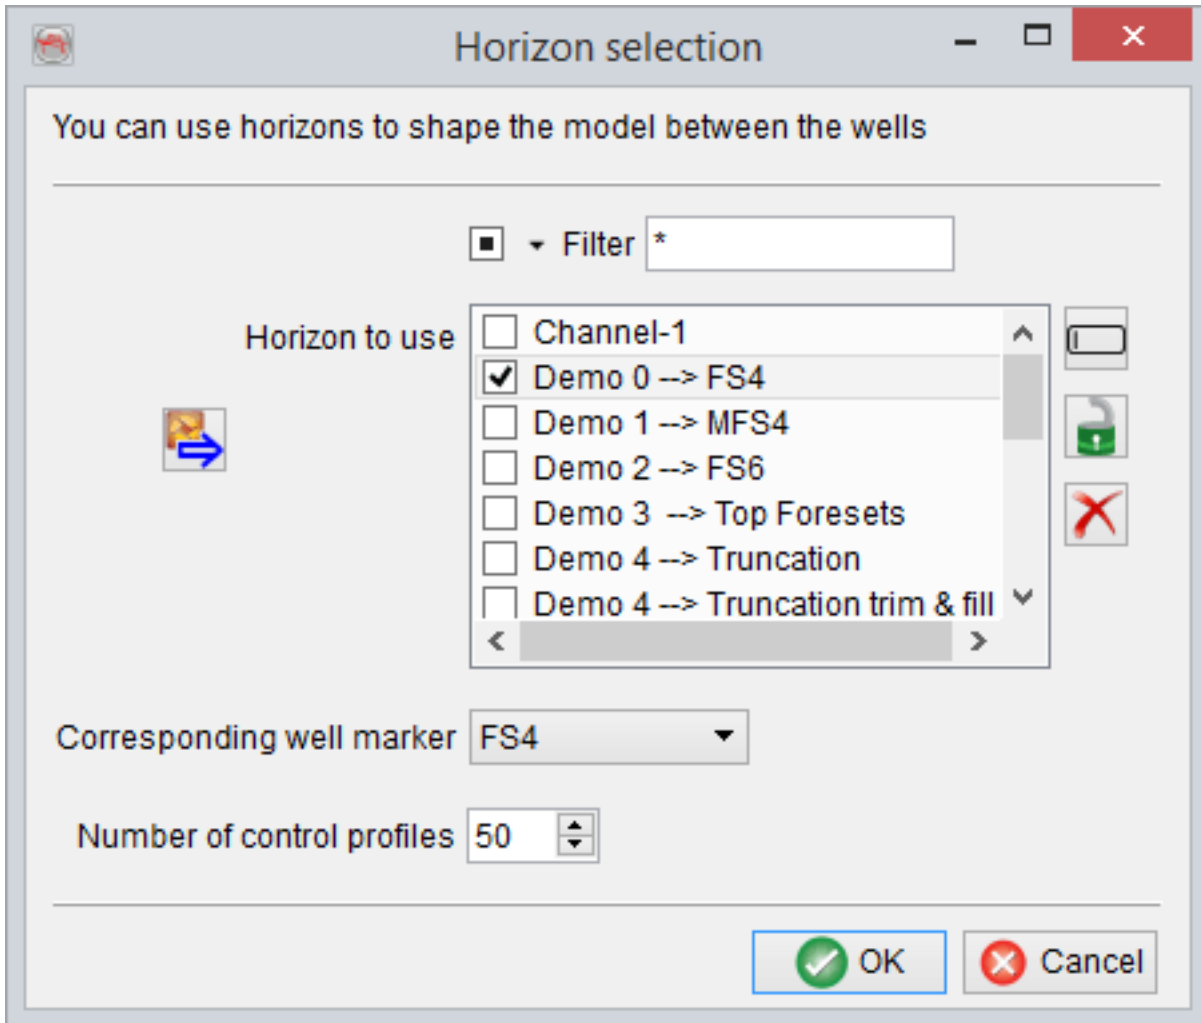 Horizon selection
You can use horizons to shape the model between the wells
Filter *
Horizon to use
Channel-1
Demo 0 --> FS4
Demo 1 --> MFS4
Demo 2 --> FS6
Demo 3 --> Top Foresets
Demo 4 --> Truncation
Demo 4 --> Truncation trim & fill
Corresponding well marker FS4
Number of control profiles 50
OK Cancel